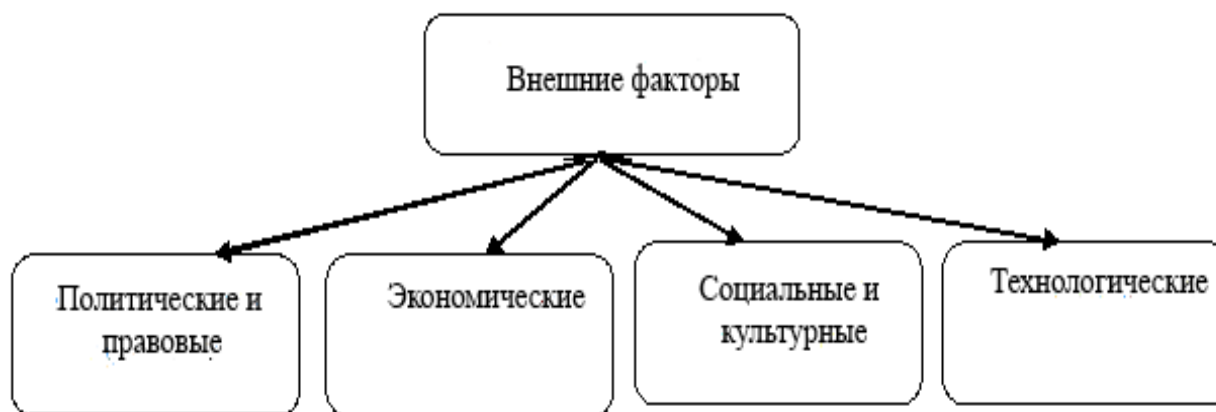 Внешние факторы
Политические и
правовые
Экономические
Социальные и
культурные
Технологические